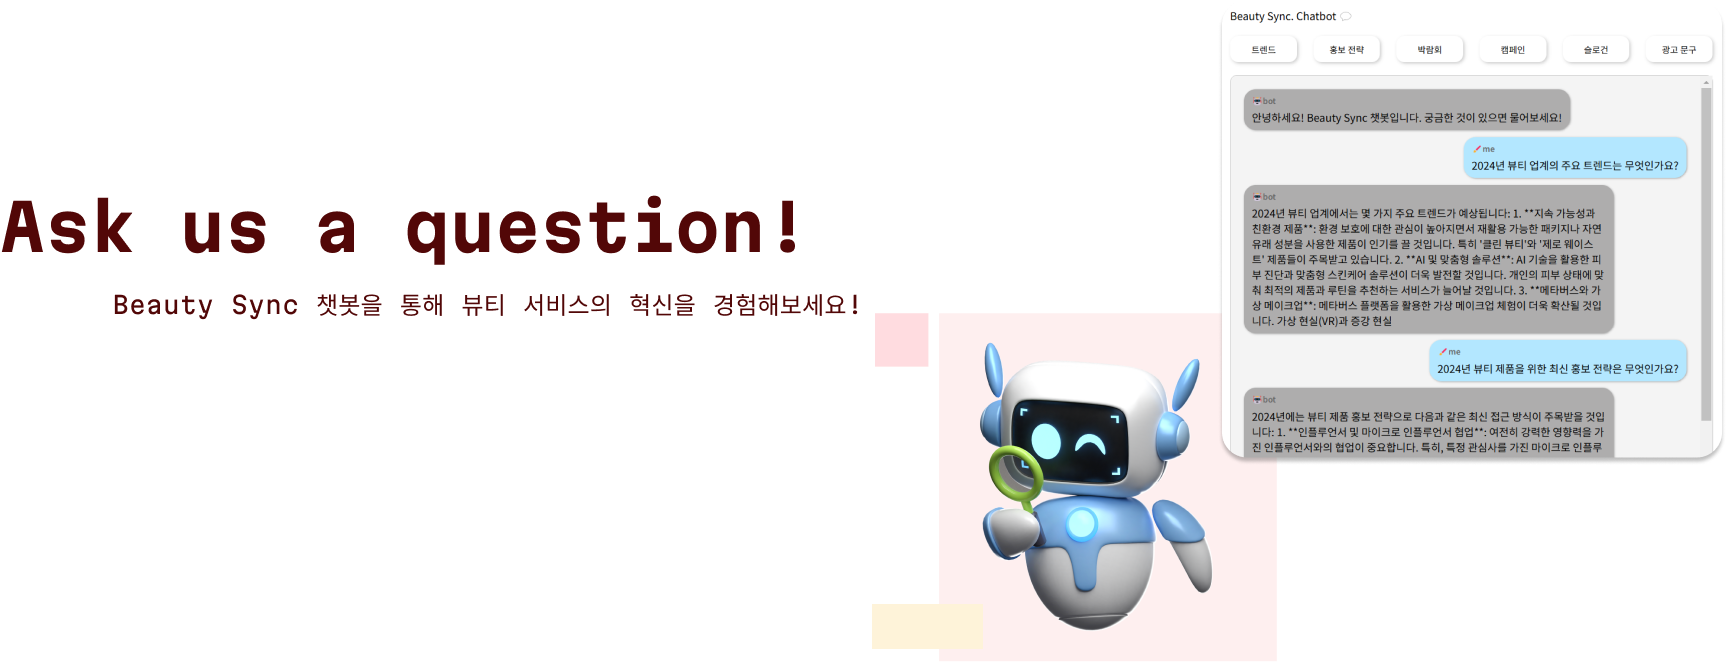 Ask us a question!
Beauty Sync 챗봇을 통해 뷰티 서비스의 혁신을 경험해보세요!
Beauty Sync. Chatbot 💬
트렌드
홍보 전략
박람회
캠페인
슬로건
광고 문구
bot
안녕하세요! Beauty Sync 챗봇입니다. 궁금한 것이 있으면 물어보세요!
me
2024년 뷰티 업계의 주요 트렌드는 무엇인가요?
bot
2024년 뷰티 업계에서는 몇 가지 주요 트렌드가 예상됩니다: 1. **지속 가능성과
친환경 제품**: 환경 보호에 대한 관심이 높아지면서 재활용 가능한 패키지나 자연
유래 성분을 사용한 제품이 인기를 끌 것입니다. 특히 '클린 뷰티'와 '제로 웨이스
트' 제품들이 주목받고 있습니다. 2. **AI 및 맞춤형 솔루션**: AI 기술을 활용한 피
부 진단과 맞춤형 스킨케어 솔루션이 더욱 발전할 것입니다. 개인의 피부 상태에 맞
춰 최적의 제품과 루틴을 추천하는 서비스가 늘어날 것입니다. 3. **메타버스와 가
상 메이크업**: 메타버스 플랫폼을 활용한 가상 메이크업 체험이 더욱 확산될 것입
니다. 가상 현실(VR)과 증강 현실
me
2024년 뷰티 제품을 위한 최신 홍보 전략은 무엇인가요?
bot
2024년에는 뷰티 제품 홍보 전략으로 다음과 같은 최신 접근 방식이 주목받을 것입
니다: 1. **인플루언서 및 마이크로 인플루언서 협업**: 여전히 강력한 영향력을 가
진 인플루언서와의 협업이 중요합니다. 특히, 특정 관심사를 가진 마이크로 인플루